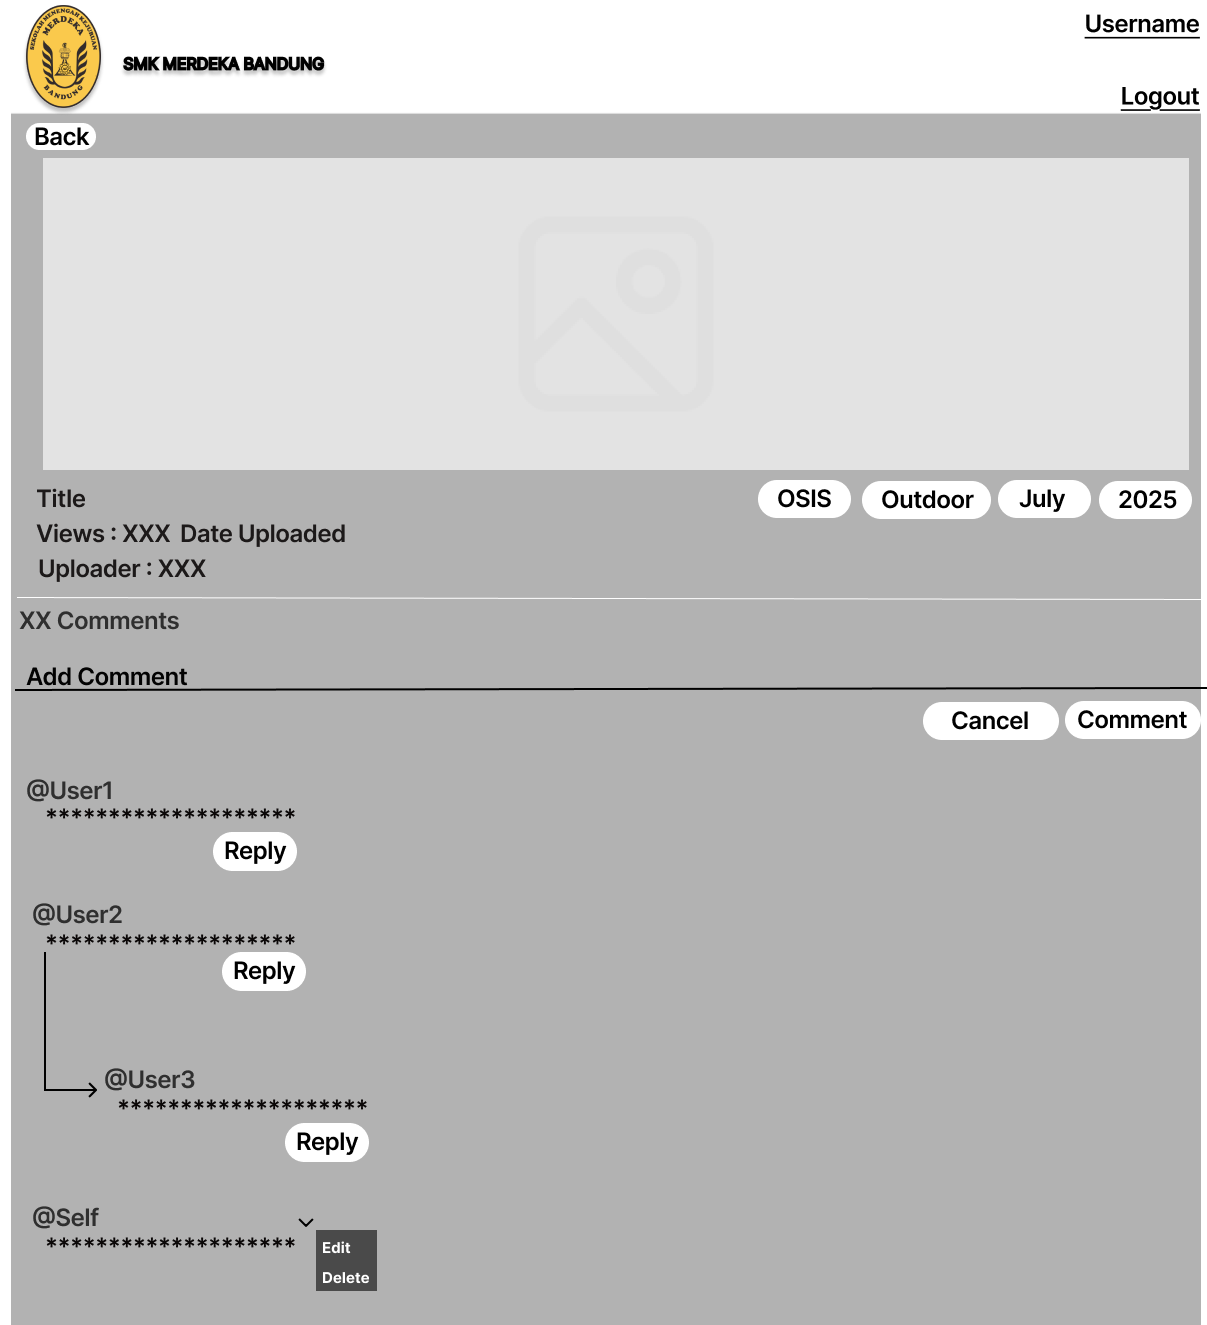 SEKOLAH MENENGAH KEJURUAN
MERDEKA
BANDUNG
SMK MERDEKA BANDUNG
Username
Logout
Back
Title
OSIS
Outdoor
July
2025
Views : XXX Date Uploaded
Uploader : XXX
XX Comments
Add Comment
Cancel
Comment
@User1
********************
Reply
@User2
********************
Reply
@User3
********************
Reply
@Self
********************
Edit
Delete